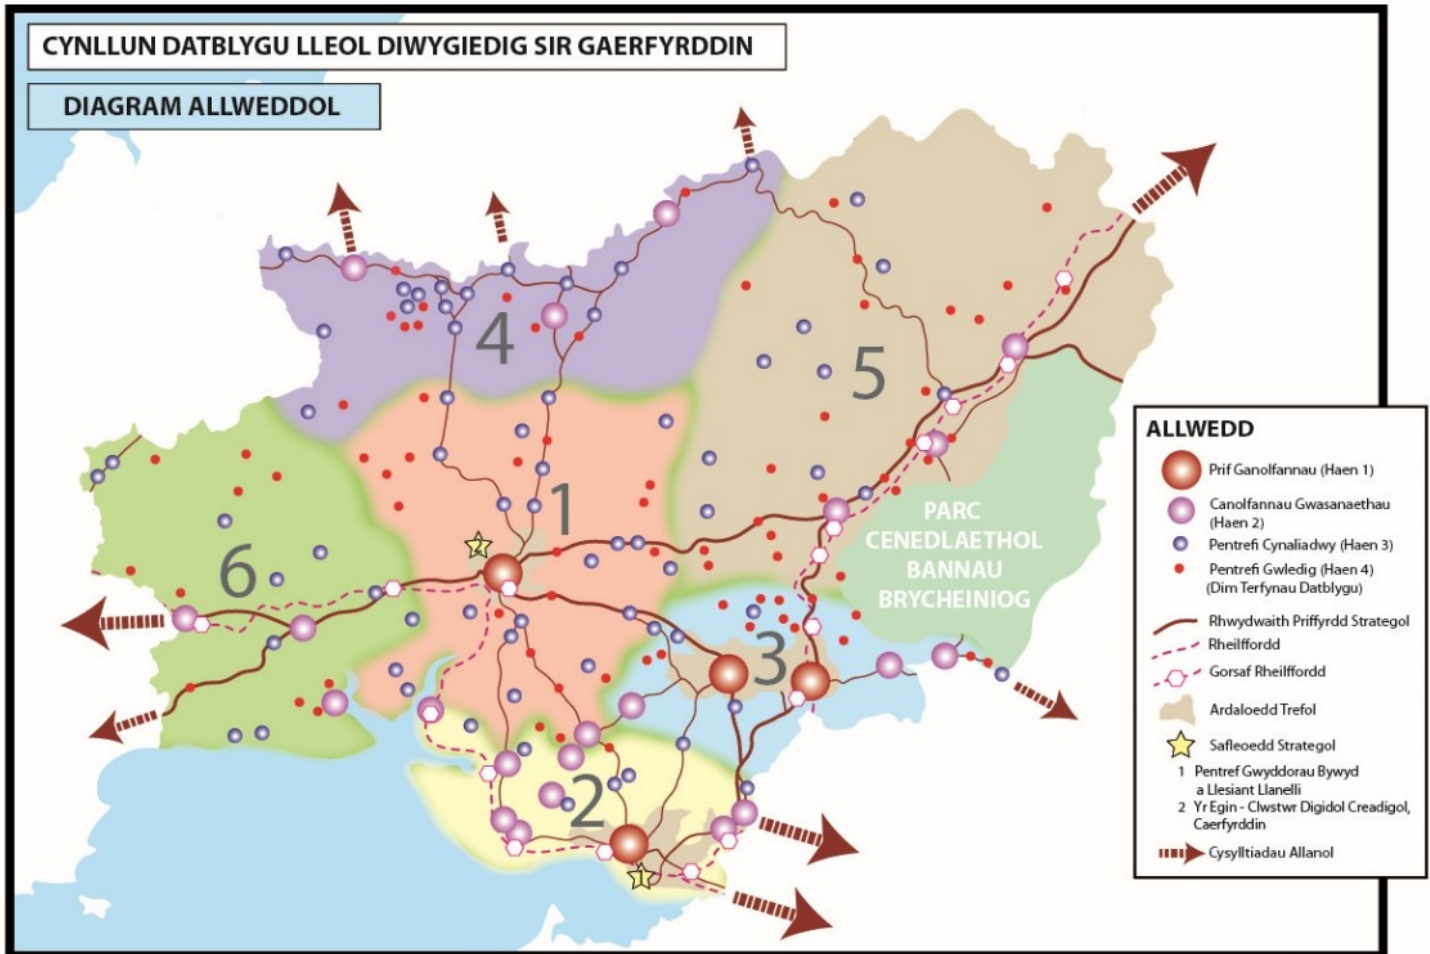 CYNLLUN DATBLYGU LLEOL DIWYGIEDIG SIR GAERFYRDDIN
DIAGRAM ALLWEDDOL
4
5
1
6
3
2
2
1
PARC
CENEDLAETHOL
BANNAU
BRYCHEINIOG
ALLWEDD
Prif Ganolfannau (Haen 1)
Canolfannau Gwasanaethau
(Haen 2)
Pentrefi Cynaliadwy (Haen 3)
Pentrefi Gwledig (Haen 4)
(Dim Terfynau Datblygu)
Rhwydwaith Priffyrdd Strategol
Rheilffordd
Gorsaf Rheilffordd
Ardaloedd Trefol
Safleoedd Strategol
1 Pentref Gwyddorau Bywyd
a Llesiant Llanelli
2 Yr Egin - Clwstwr Digidol Creadigol,
Caerfyrddin
Cysylltiadau Allanol